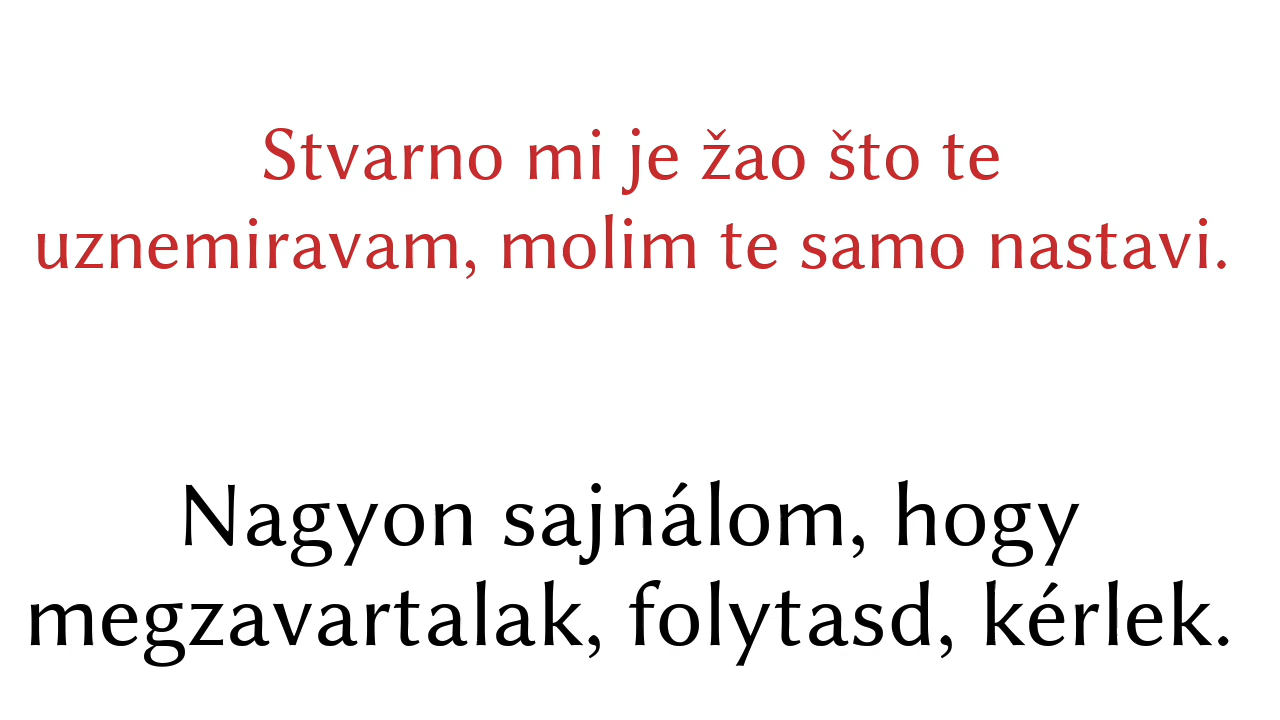 Stvarno mi je žao što te
uznemiravam, molim te samo nastavi.
Nagyon sajnálom, hogy
megzavartalak, folytasd, kérlek.